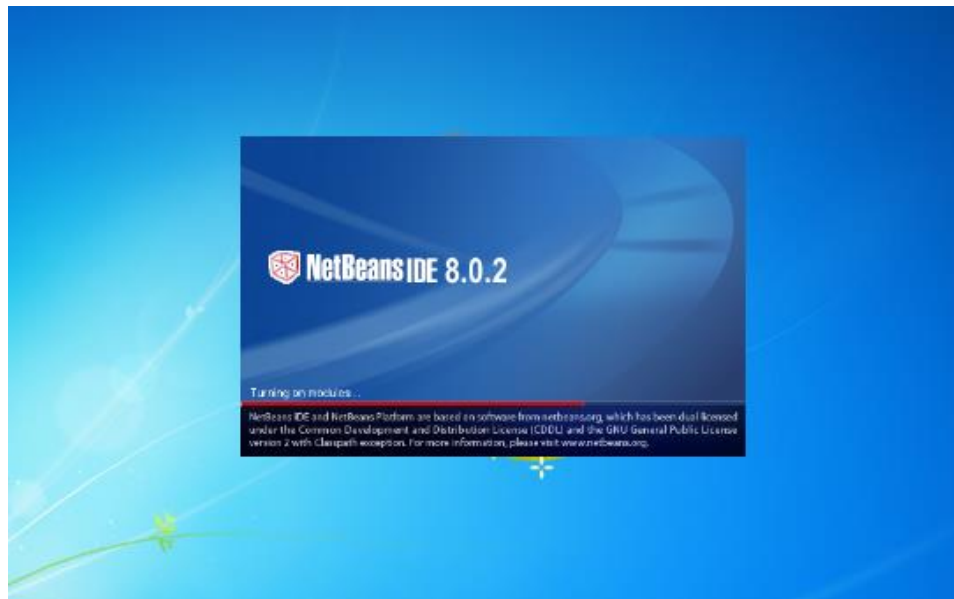 NetBeans IDE 8.0.2
Turning on modules...
NetBeans IDE and NetBeans Platform are based on software from netbeans.org, which has been dual licensed
under the Common Development and Distribution License (CDDL) and the GNU General Public License
version 2 with Classpath exception. For more information, please visit www.netbeans.org.